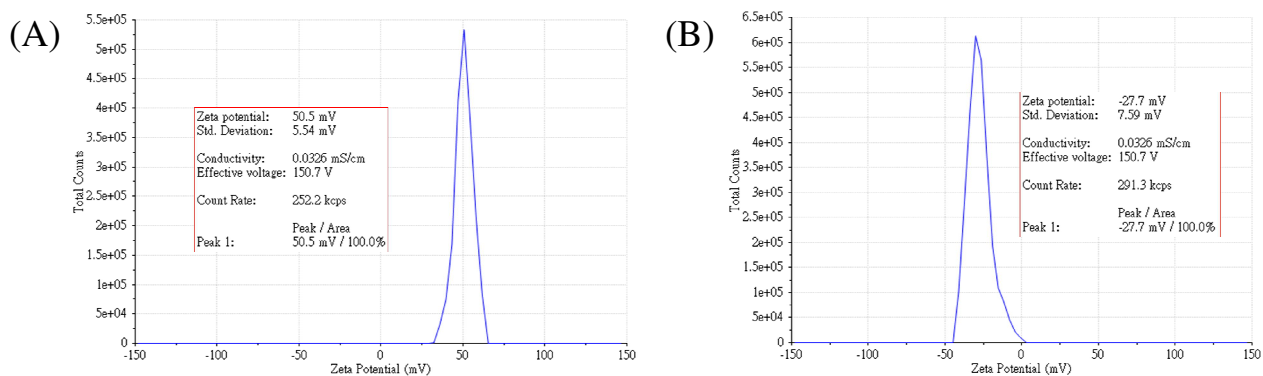 (A)
5.5e+05
5e+05
4.5e+05
4e+05
3.5e+05
3e+05
2.5e+05
2e+05
1.5e+05
1e+05
5e+04
0
Total Counts
Zeta potential: 50.5 mV
Std. Deviation: 5.54 mV
Conductivity: 0.0326 mS/cm
Effective voltage: 150.7 V
Count Rate: 252.2 kcps
Peak / Area
Peak 1: 50.5 mV / 100.0%
-150 -100 -50 0 50 100 150
Zeta Potential (mV)
(B)
6.5e+05
6e+05
5.5e+05
5e+05
4.5e+05
4e+05
3.5e+05
3e+05
2.5e+05
2e+05
1.5e+05
1e+05
5e+04
0
Total Counts
Zeta potential: -27.7 mV
Std. Deviation: 7.59 mV
Conductivity: 0.0326 mS/cm
Effective voltage: 150.7 V
Count Rate: 291.3 kcps
Peak / Area
Peak 1: -27.7 mV / 100.0%
-150 -100 -50 0 50 100 150
Zeta Potential (mV)